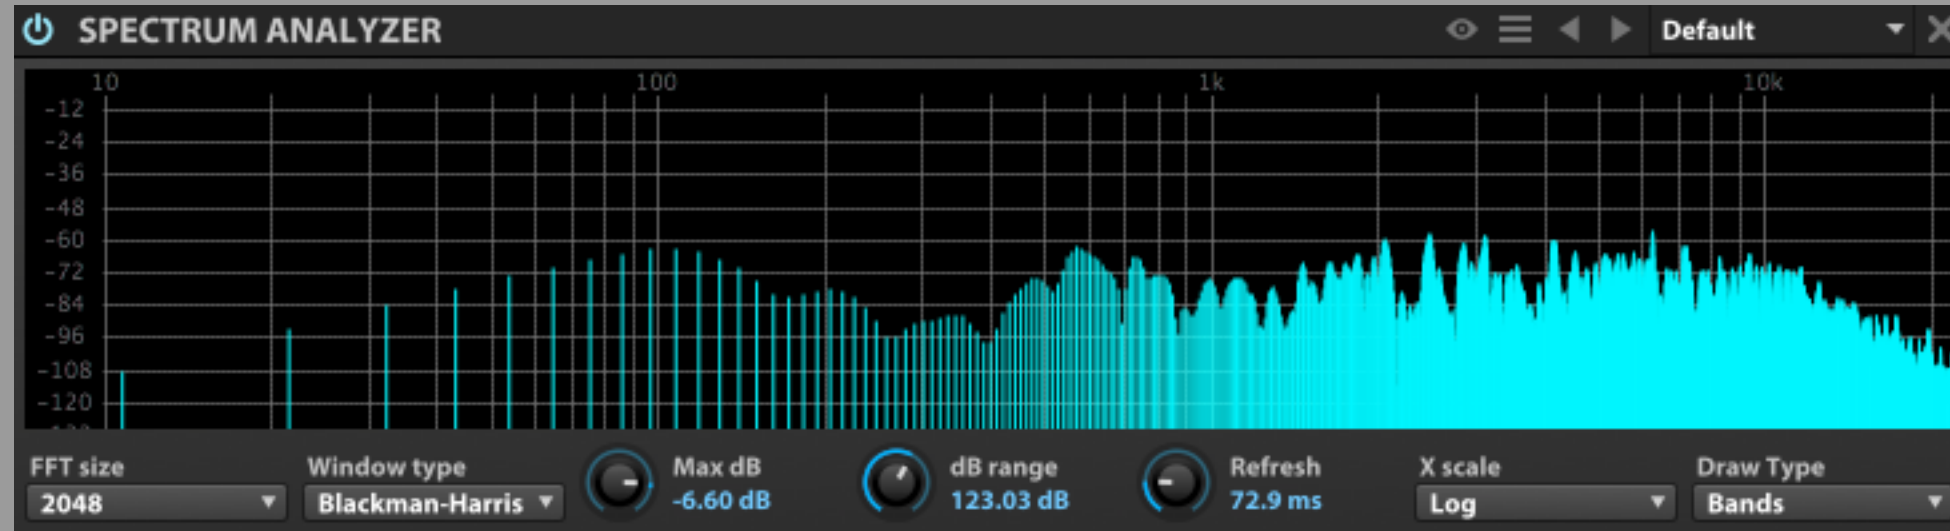 SPECTRUM ANALYZER Default
10 100 1k 10k
-12
-24
-36
-48
-60
-72
-84
-96
-108
-120
FFT size Window type Max dB dB range Refresh X scale Draw Type
2048 Blackman-Harris -6.60 dB 123.03 dB 72.9 ms Log Bands